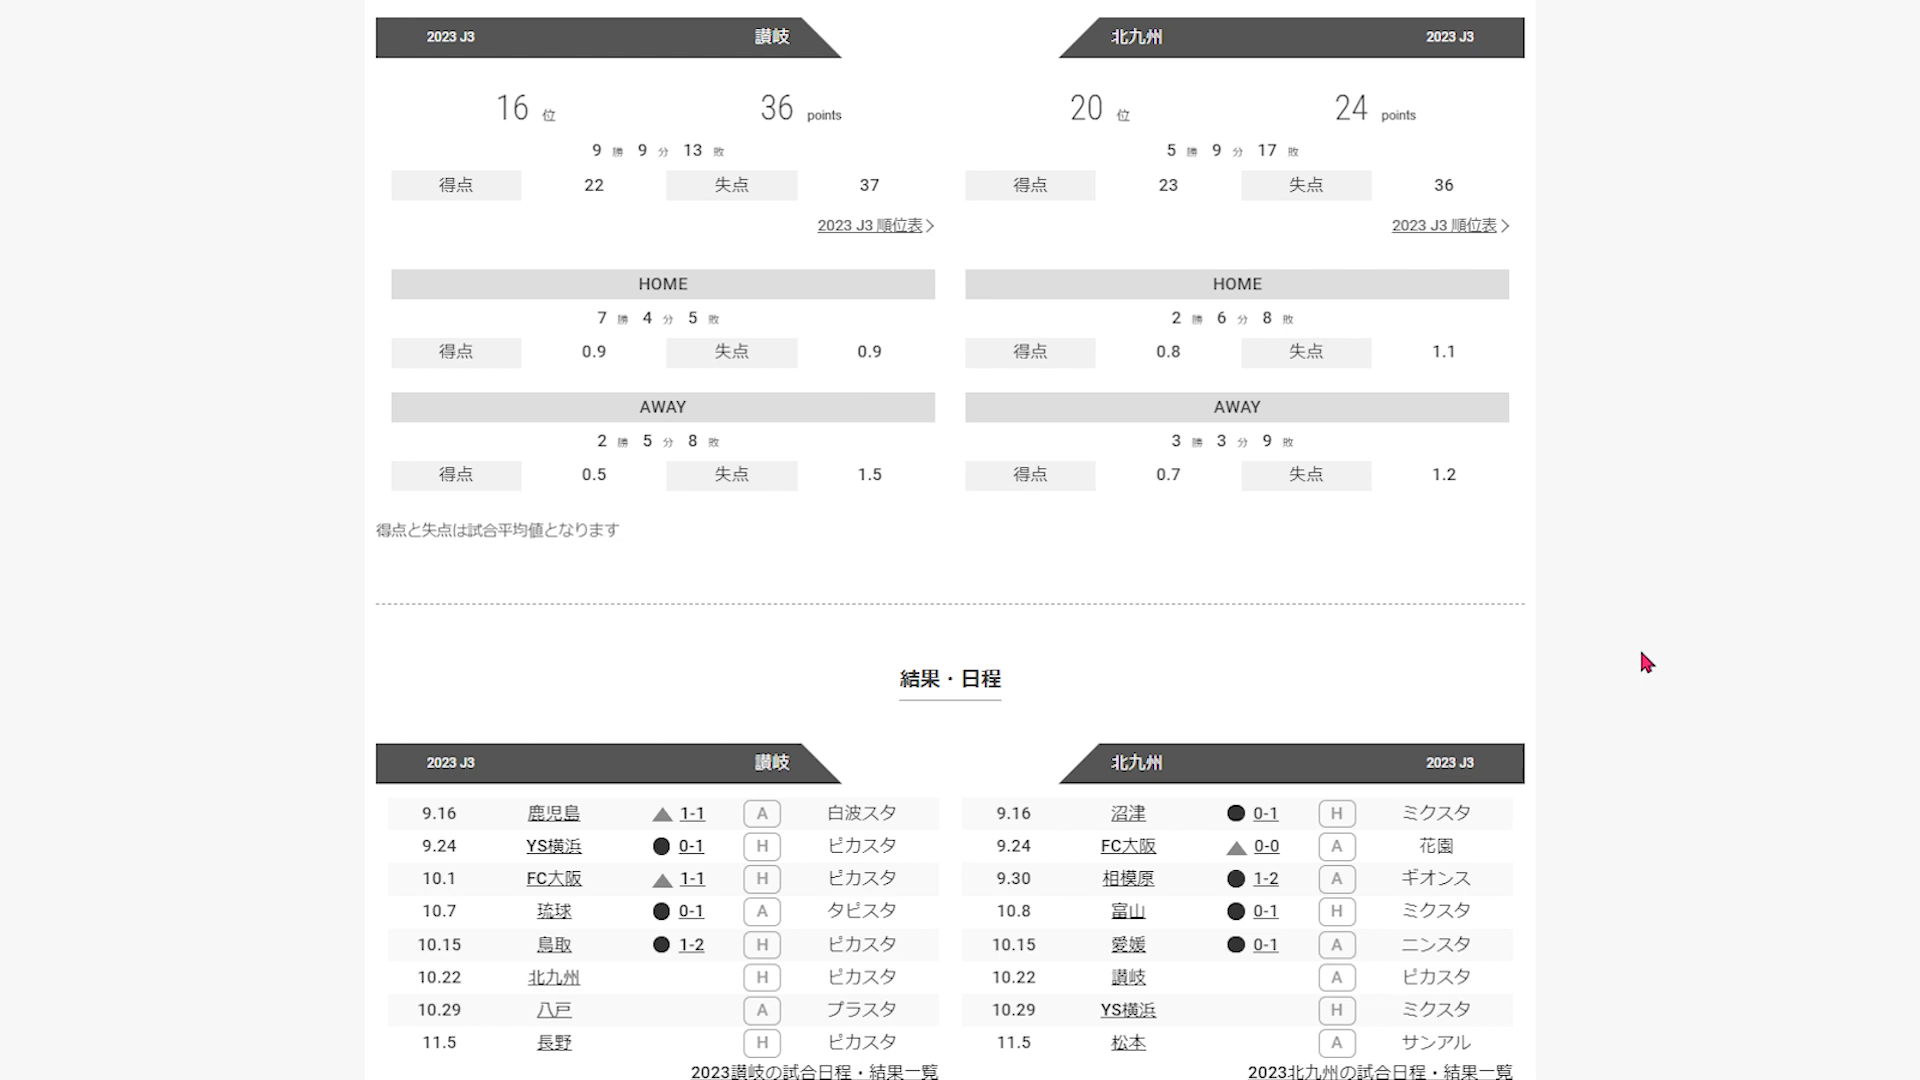 2023 J3 讃岐
北九州 2023 J3
16 位 36 points
20 位 24 points
9 勝 9 分 13 敗
5 勝 9 分 17 敗
得点 22 失点 37
得点 23 失点 36
2023 J3 順位表
2023 J3 順位表
HOME
HOME
7 勝 4 分 5 敗
2 勝 6 分 8 敗
得点 0.9 失点 0.9
得点 0.8 失点 1.1
AWAY
AWAY
2 勝 5 分 8 敗
3 勝 3 分 9 敗
得点 0.5 失点 1.5
得点 0.7 失点 1.2
得点と失点は試合平均値となります
結果・日程
2023 J3 讃岐
北九州 2023 J3
9.16 鹿児島 1-1 A 白波スタ
9.24 YS横浜 0-1 H ピカスタ
10.1 FC大阪 1-1 H ピカスタ
10.7 琉球 0-1 A タピスタ
10.15 鳥取 1-2 H ピカスタ
10.22 北九州 H ピカスタ
10.29 八戸 A プラスタ
11.5 長野 H ピカスタ
2023讃岐の試合日程・結果一覧
9.16 沼津 0-1 H ミクスタ
9.24 FC大阪 0-0 A 花園
9.30 相模原 1-2 A ギオンス
10.8 富山 0-1 H ミクスタ
10.15 愛媛 0-1 A ニンスタ
10.22 讃岐 A ピカスタ
10.29 YS横浜 H ミクスタ
11.5 松本 A サンアル
2023北九州の試合日程・結果一覧